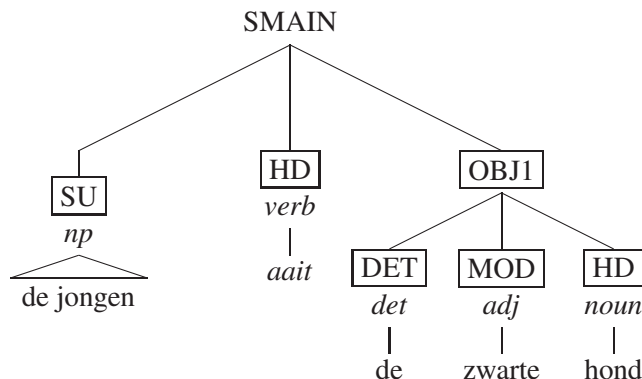 SMAIN
SU
np
de jongen
HD
verb
aait
OBJ1
DET
det
de
MOD
adj
zwarte
HD
noun
hond